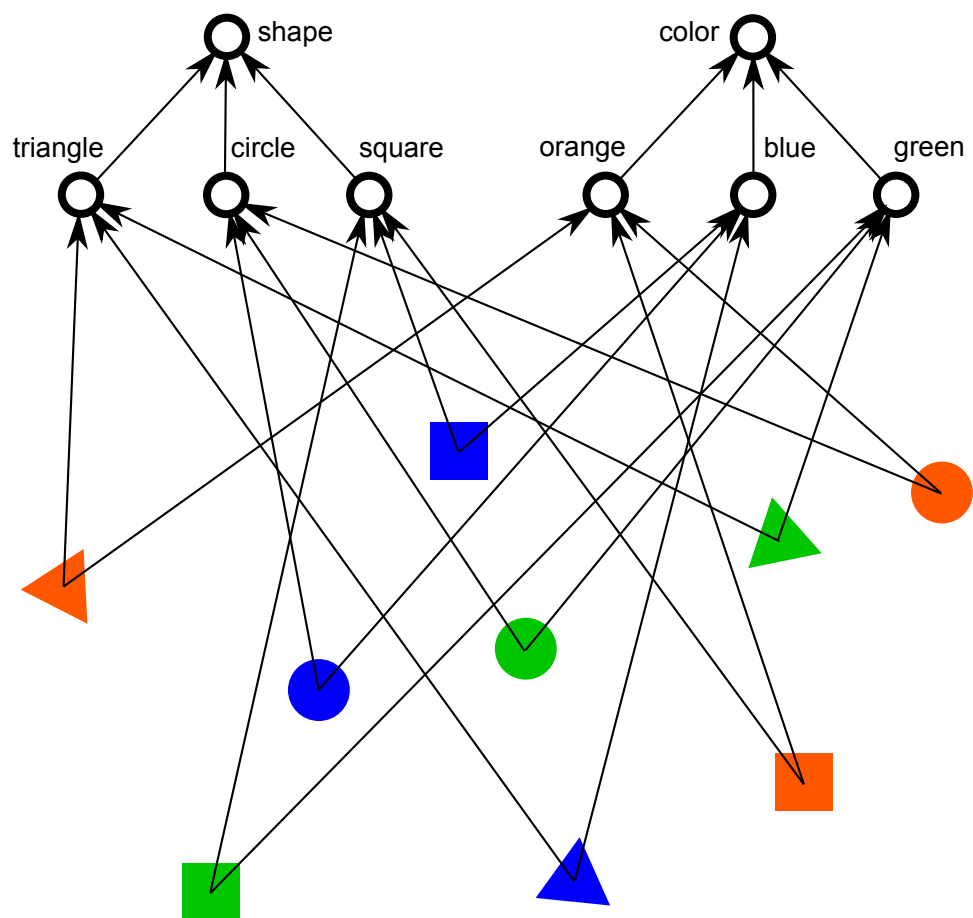 shape
color
triangle
circle
square
orange
blue
green